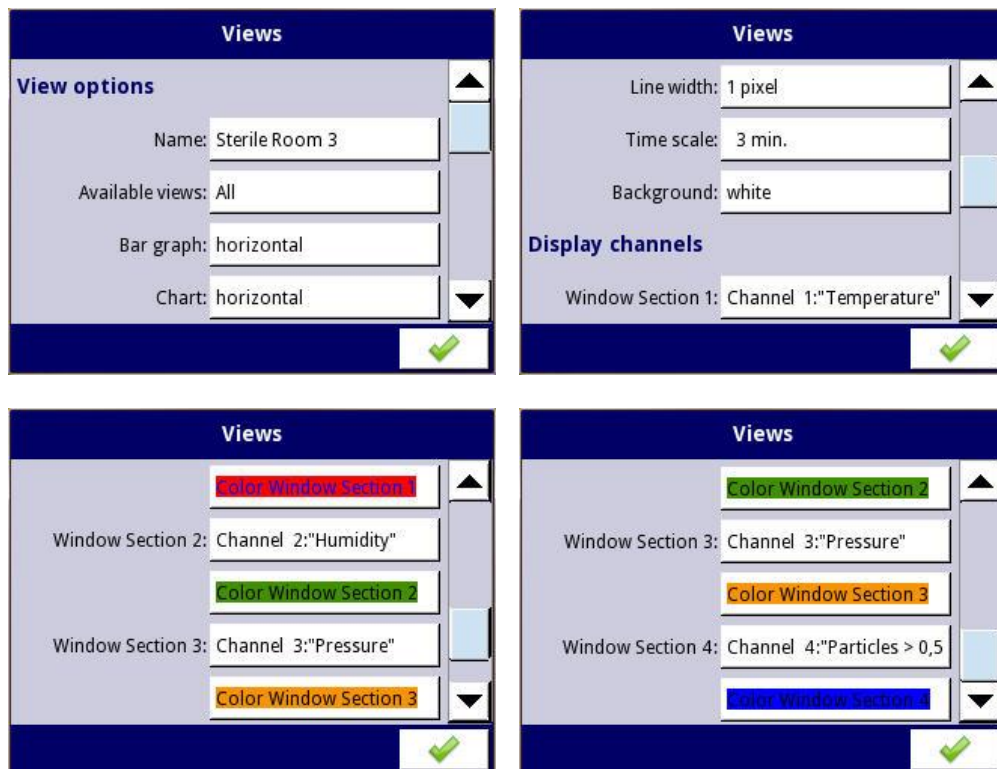 Views
View options
Name: Sterile Room 3
Available views: All
Bar graph: horizontal
Chart: horizontal
Views
Line width: 1 pixel
Time scale: 3 min.
Background: white
Display channels
Window Section 1: Channel 1:"Temperature"
Views
Color Window Section 1
Window Section 2: Channel 2:"Humidity"
Color Window Section 2
Window Section 3: Channel 3:"Pressure"
Color Window Section 3
Views
Color Window Section 2
Window Section 3: Channel 3:"Pressure"
Color Window Section 3
Window Section 4: Channel 4:"Particles > 0,5
Color Window Section 4